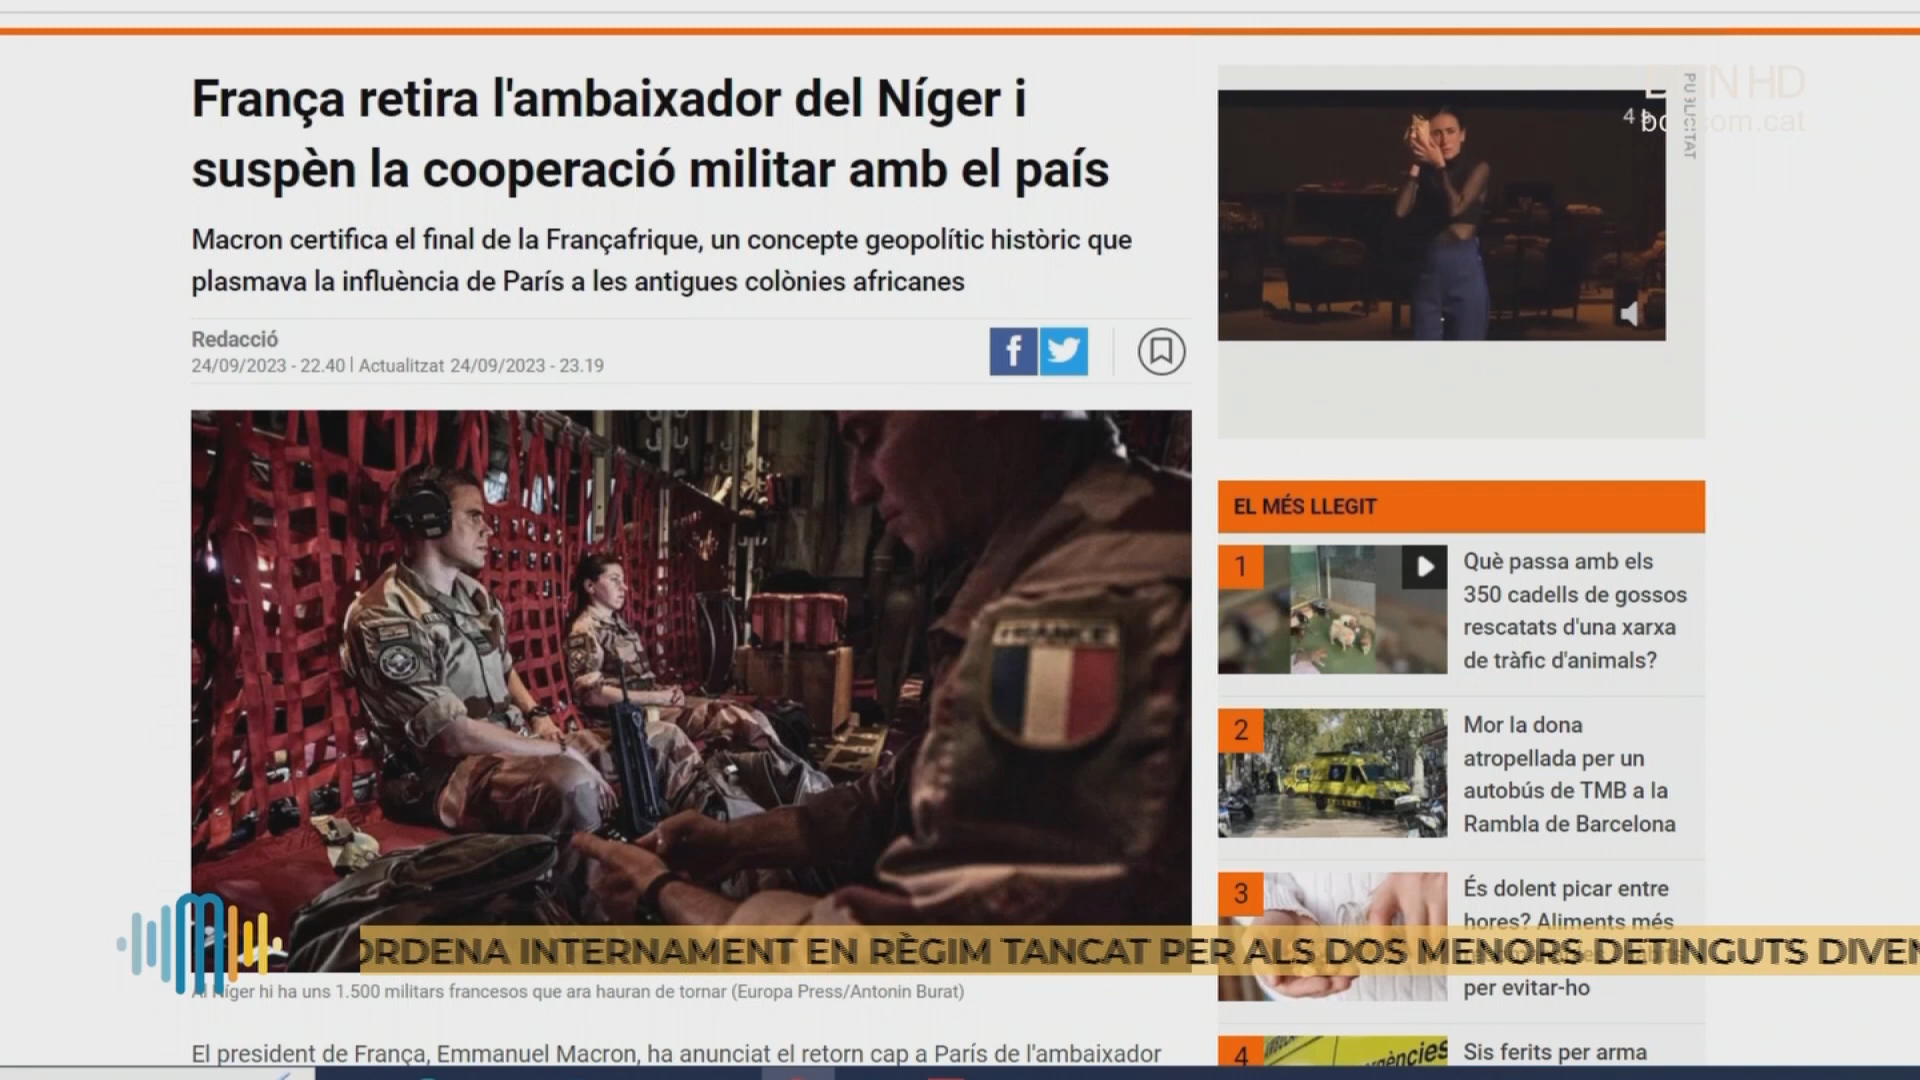 França retira l'ambaixador del Níger i
suspèn la cooperació militar amb el país
Macron certifica el final de la Françafrique, un concepte geopolític històric que
plasmava la influència de París a les antigues colònies africanes
Redacció
24/09/2023 - 22.40 | Actualitzat 24/09/2023 - 23.19
FRANCE
ORDENA INTERNAMENT EN RÈGIM TANCAT PER ALS DOS MENORS DETINGUTS DIVEN
Níger hi ha uns 1.500 militars francesos que ara hauran de tornar (Europa Press/Antonin Burat)
El president de França, Emmanuel Macron, ha anunciat el retorn cap a París de l'ambaixador
HD
com.cat
PUBLICITAT
EL MÉS LLEGIT
1
Què passa amb els
350 cadells de gossos
rescatats d'una xarxa
de tràfic d'animals?
2
Mor la dona
atropellada per un
autobús de TMB a la
Rambla de Barcelona
3
És dolent picar entre
hores? Aliments més
per evitar-ho
4
Sis ferits per arma